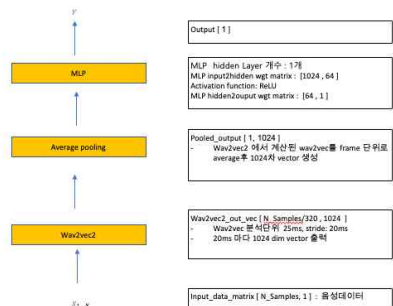 Output [ 1 ]
MLP
MLP hidden Layer 개수 : 1개
MLP input2hidden wgt matrix : [1024 , 64 ]
Activation function: ReLU
MLP hidden2ouput wgt matrix : [64 , 1 ]
Average pooling
Pooled_output [ 1, 1024 ]
- Wav2vec2 에서 계산된 wav2vec를 frame 단위로
average후 1024차 vector 생성
Wav2vec2
Wav2vec2_out_vec [ N_Samples/320 , 1024 ]
- Wav2vec 분석단위 25ms, stride: 20ms
- 20ms 마다 1024 dim vector 출력
Input_data_matrix [ N_Samples, 1 ] : 음성데이터